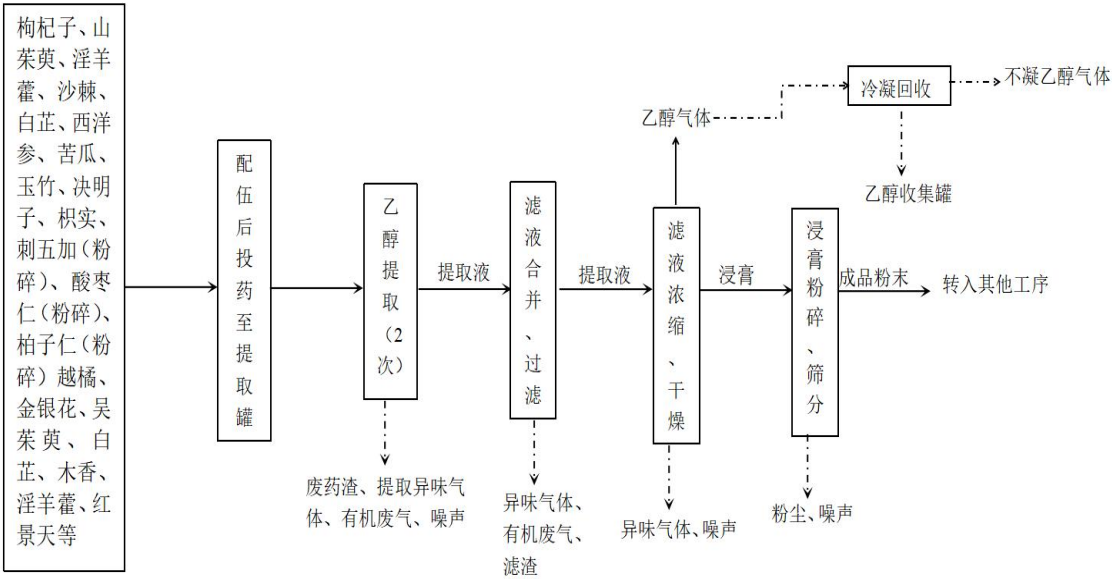 枸杞子、山
茱萸、淫羊
藿、沙棘、
白芷、西洋
参、苦瓜、
玉竹、决明
子、枳实、
刺五加（粉
碎）、酸枣
仁（粉碎）、
柏子仁（粉
碎）越橘、
金银花、吴
茱萸、白
芷、木香、
淫羊藿、红
景天等
配伍后投药至提取罐
乙醇提取（2次）
废药渣、提取异味气
体、有机废气、噪声
提取液
滤液合并、过滤
异味气体、
有机废气、
滤渣
提取液
滤液浓缩、干燥
异味气体、噪声
乙醇气体
冷凝回收
不凝乙醇气体
乙醇收集罐
浸膏
浸膏粉碎、筛分
粉尘、噪声
成品粉末
转入其他工序